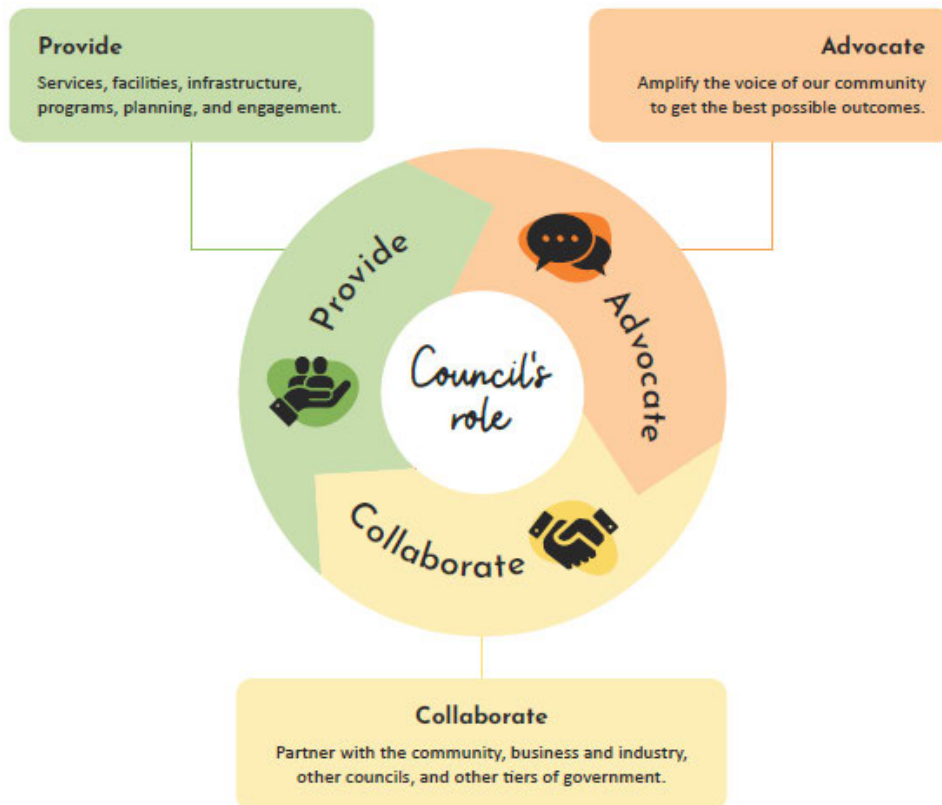 Provide
Services, facilities, infrastructure,
programs, planning, and engagement.
Advocate
Amplify the voice of our community
to get the best possible outcomes.
Provide
Advocate
Council's
role
Collaborate
Collaborate
Partner with the community, business and industry,
other councils, and other tiers of government.